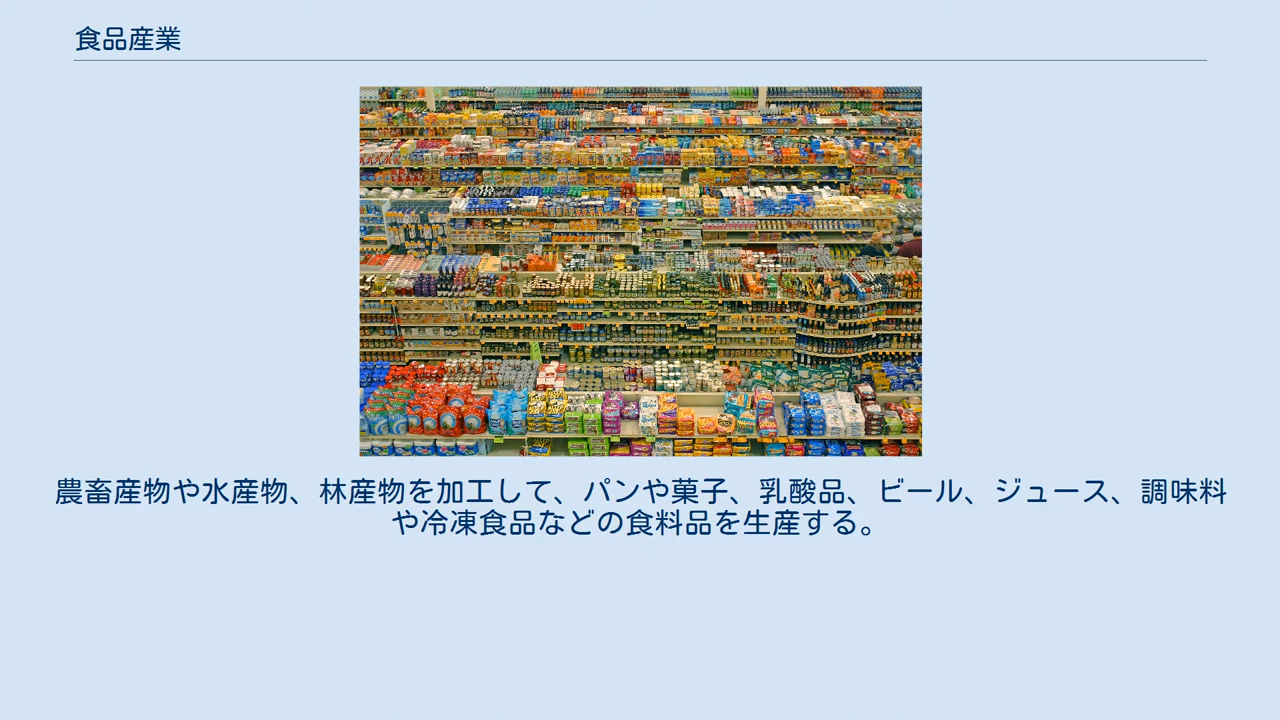 食品産業
農畜産物や水産物、林産物を加工して、パンや菓子、乳酸品、ビール、ジュース、調味料
や冷凍食品などの食料品を生産する。